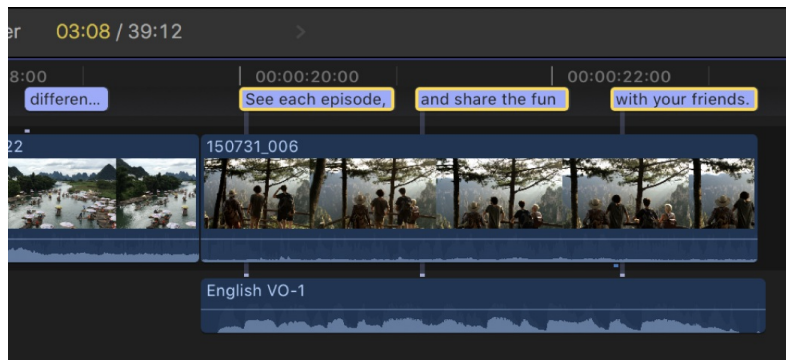 er 03:08 / 39:12
8:00 00:00:20:00 00:00:22:00
differen... See each episode, and share the fun with your friends.
22 150731_006
English VO-1